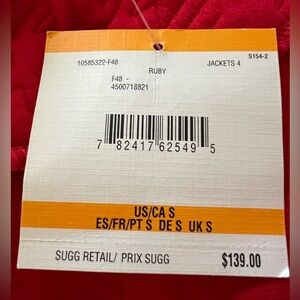 S154-2
10585322-F48 JACKETS 4
RUBY
F48 -
4500718821
7 82417 62549 5
US/CA S
ES/FR/PT S DE S UK S
SUGG RETAIL/ PRIX SUGG $139.00